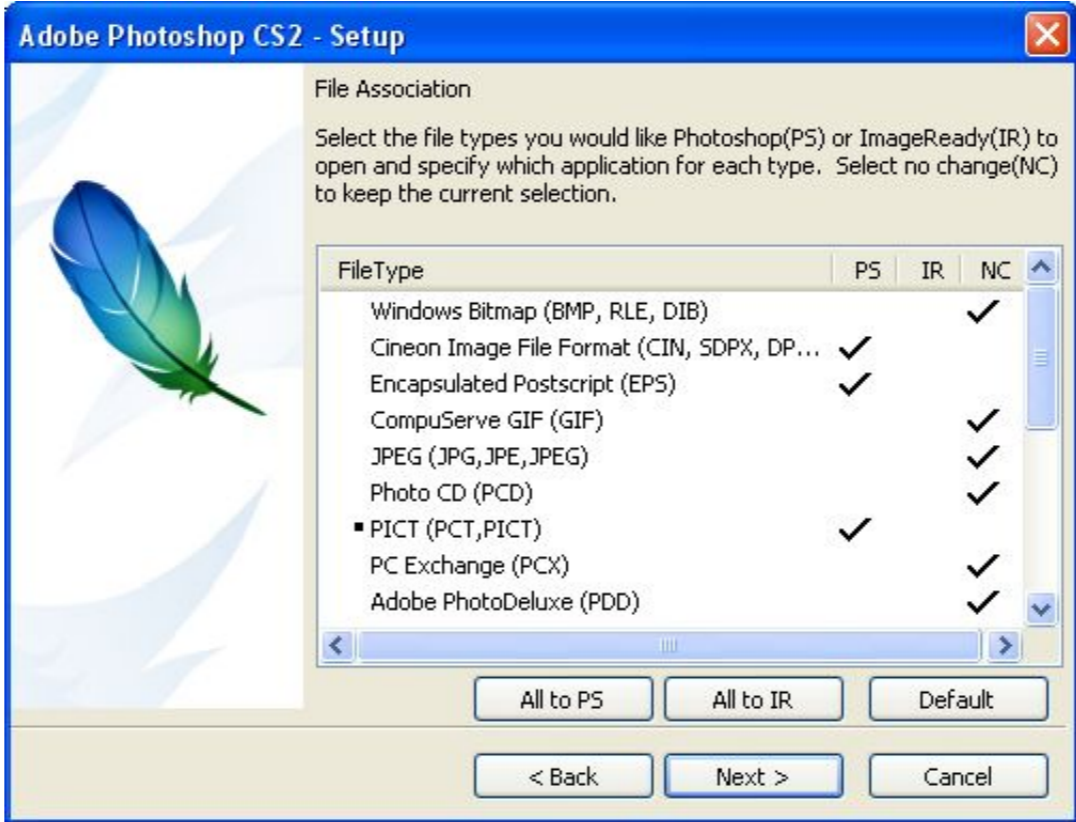 Adobe Photoshop CS2 - Setup
File Association
Select the file types you would like Photoshop(PS) or ImageReady(IR) to
open and specify which application for each type.  Select no change(NC)
to keep the current selection.
FileType PS IR NC
Windows Bitmap (BMP, RLE, DIB)
Cineon Image File Format (CIN, SDPX, DP...
Encapsulated Postscript (EPS)
CompuServe GIF (GIF)
JPEG (JPG,JPE,JPEG)
Photo CD (PCD)
PICT (PCT,PICT)
PC Exchange (PCX)
Adobe PhotoDeluxe (PDD)
All to PS All to IR Default
< Back Next > Cancel